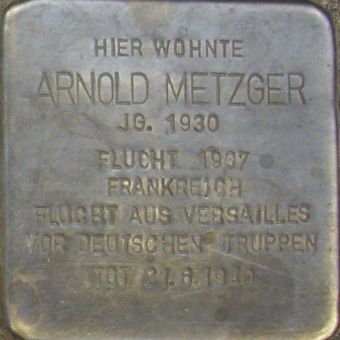 HIER WOHNTE
ARNOLD METZGER
JG. 1930
FLUCHT 1937
FRANKREICH
FLUCHT AUS VERSAILLES
VOR DEUTSCHEN TRUPPEN
TOT 21.6.1940